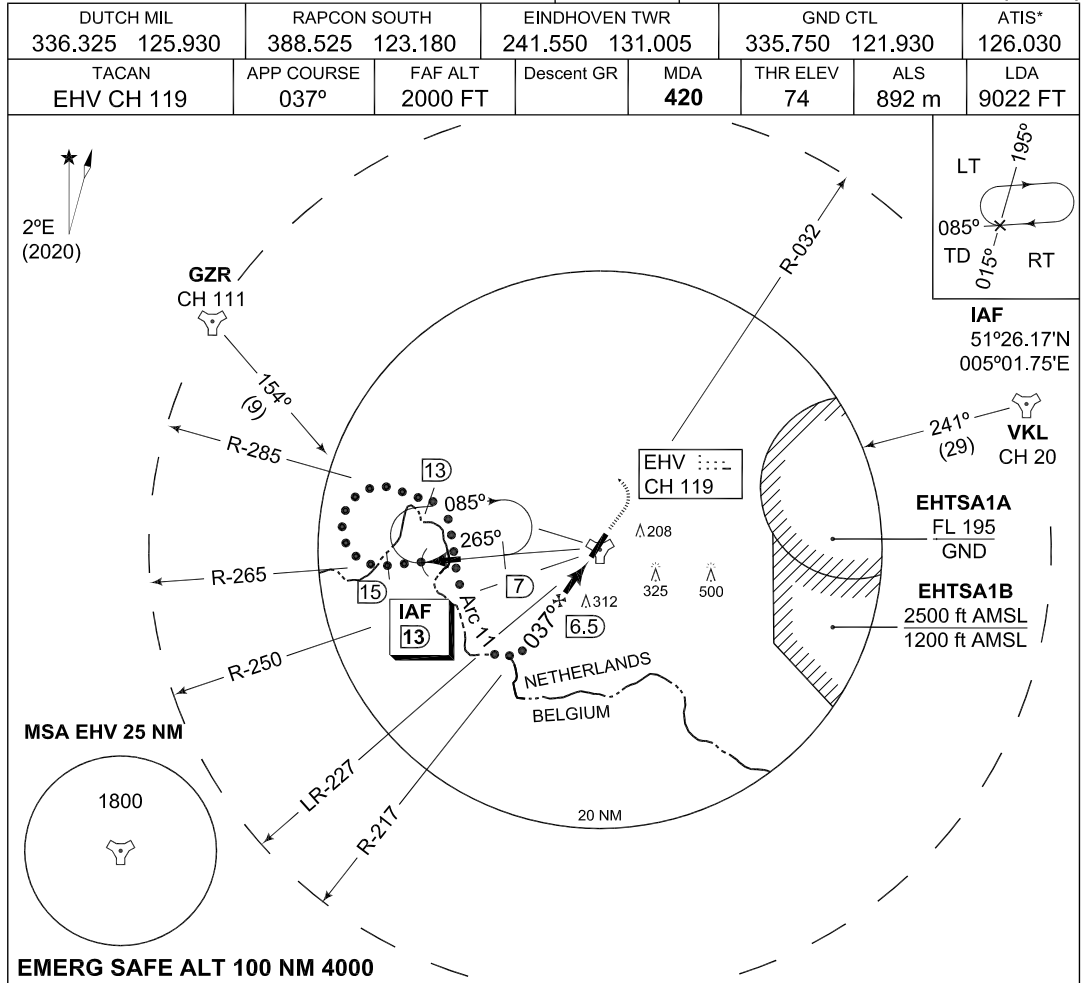 DUTCH MIL RAPCON SOUTH EINDHOVEN TWR GND CTL ATIS*
336.325 125.930 388.525 123.180 241.550 131.005 335.750 121.930 126.030
TACAN APP COURSE FAF ALT Descent GR MDA THR ELEV ALS LDA
EHV CH 119 037º 2000 FT 420 74 892 m 9022 FT
2ºE
(2020)
GZR
CH 111
154º
(9)
R-285
R-265
R-250
LR-227
R-217
R-032
LT
195º
085º
TD
015º
RT
IAF
51º26.17'N
005º01.75'E
241º
(29)
VKL
CH 20
EHV
CH 119
13
085º
265º
15
7
IAF
13
Arc 11
037º
6.5
208
312
325
500
EHTSA1A
FL 195
GND
EHTSA1B
2500 ft AMSL
1200 ft AMSL
NETHERLANDS
BELGIUM
20 NM
MSA EHV 25 NM
1800
EMERG SAFE ALT 100 NM 4000